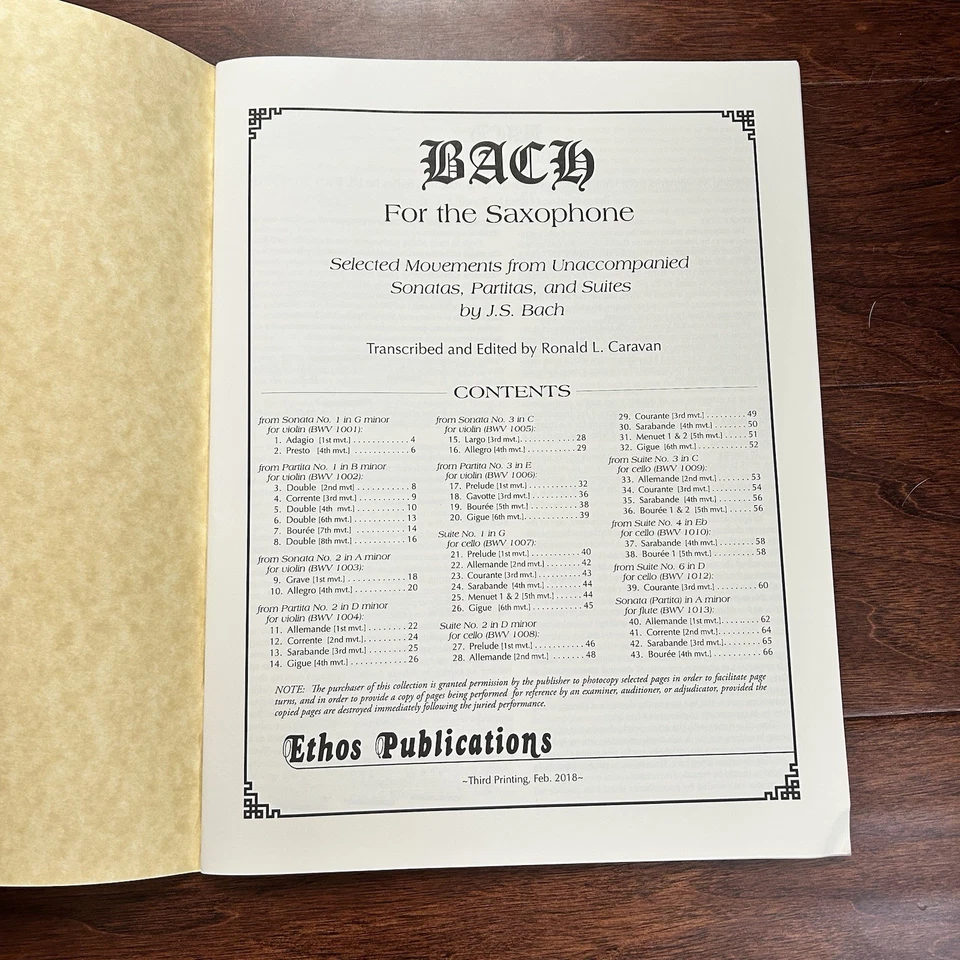 BACH
For the Saxophone
Selected Movements from Unaccompanied
Sonatas, Partitas, and Suites
by J.S. Bach
Transcribed and Edited by Ronald L. Caravan
CONTENTS
from Sonata No. 1 in G minor
for violin (BWV 1001):
1. Adagio [1st mvt.] . . . . . . . . . . . . 4
2. Presto [4th mvt.] . . . . . . . . . . . . 6
from Partita No. 1 in B minor
for violin (BWV 1002):
3. Double [2nd mvt] . . . . . . . . . . . 8
4. Corrente [3rd mvt.] . . . . . . . . . . 9
5. Double [4th mvt.] . . . . . . . . . . 10
6. Double [6th mvt.] . . . . . . . . . . 13
7. Bourée [7th mvt.] . . . . . . . . . . 14
8. Double [8th mvt.] . . . . . . . . . . 16
from Sonata No. 2 in A minor
for violin (BWV 1003):
9. Grave [1st mvt.] . . . . . . . . . . . 18
10. Allegro [4th mvt.] . . . . . . . . . . 20
from Partita No. 2 in D minor
for violin (BWV 1004):
11. Allemande [1st mvt.] . . . . . . . . 22
12. Corrente [2nd mvt.] . . . . . . . . . 24
13. Sarabande [3rd mvt.] . . . . . . . . 25
14. Gigue [4th mvt.] . . . . . . . . . . . 26
from Sonata No. 3 in C
for violin (BWV 1005):
15. Largo [3rd mvt.] . . . . . . . . . . . 28
16. Allegro [4th mvt.] . . . . . . . . . . 29
from Partita No. 3 in E
for violin (BWV 1006):
17. Prelude [1st mvt.] . . . . . . . . . . 32
18. Gavotte [3rd mvt.] . . . . . . . . . . 36
19. Bourée [5th mvt.] . . . . . . . . . . 38
20. Gigue [6th mvt.] . . . . . . . . . . . 39
Suite No. 1 in G
for cello (BWV 1007):
21. Prelude [1st mvt.] . . . . . . . . . . 40
22. Allemande [2nd mvt.] . . . . . . . . 42
23. Courante [3rd mvt.] . . . . . . . . . 43
24. Sarabande [4th mvt.] . . . . . . . . 44
25. Menuet 1 & 2 [5th mvt.] . . . . . . 44
26. Gigue [6th mvt.] . . . . . . . . . . . 45
Suite No. 2 in D minor
for cello (BWV 1008):
27. Prelude [1st mvt.] . . . . . . . . . . 46
28. Allemande [2nd mvt.] . . . . . . . . 48
29. Courante [3rd mvt.] . . . . . . . . . 49
30. Sarabande [4th mvt.] . . . . . . . . 50
31. Menuet 1 & 2 [5th mvt.] . . . . . . 51
32. Gigue [6th mvt.] . . . . . . . . . . . 52
from Suite No. 3 in C
for cello (BWV 1009):
33. Allemande [2nd mvt.] . . . . . . . . 53
34. Courante [3rd mvt.] . . . . . . . . . 54
35. Sarabande [4th mvt.] . . . . . . . . 56
36. Bourée 1 & 2 [5th mvt.] . . . . . . 56
from Suite No. 4 in Eb
for cello (BWV 1010):
37. Sarabande [4th mvt.] . . . . . . . . 58
38. Bourée 1 [5th mvt.] . . . . . . . . . 58
from Suite No. 6 in D
for cello (BWV 1012):
39. Courante [3rd mvt.] . . . . . . . . . 60
Sonata (Partita) in A minor
for flute (BWV 1013):
40. Allemande [1st mvt.] . . . . . . . . 62
41. Corrente [2nd mvt.] . . . . . . . . . 64
42. Sarabande [3rd mvt.] . . . . . . . . 65
43. Bourée [4th mvt.] . . . . . . . . . . 66
NOTE: The purchaser of this collection is granted permission by the publisher to photocopy selected pages in order to facilitate page
turns, and in order to provide a copy of pages being performed for reference by an examiner, auditioner, or adjudicator, provided the
copied pages are destroyed immediately following the juried performance.
Ethos Publications
~Third Printing, Feb. 2018~